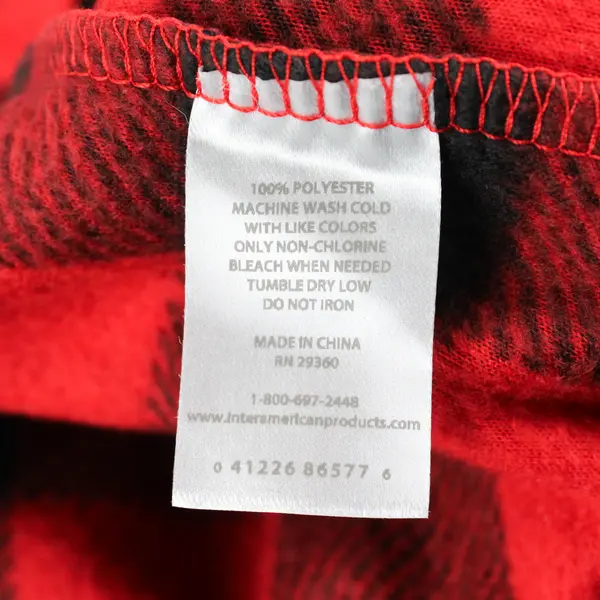 100% POLYESTER
MACHINE WASH COLD
WITH LIKE COLORS
ONLY NON-CHLORINE
BLEACH WHEN NEEDED
TUMBLE DRY LOW
DO NOT IRON
MADE IN CHINA
RN 29360
1-800-697-2448
www.interamericanproducts.com
0 41226 86577 6